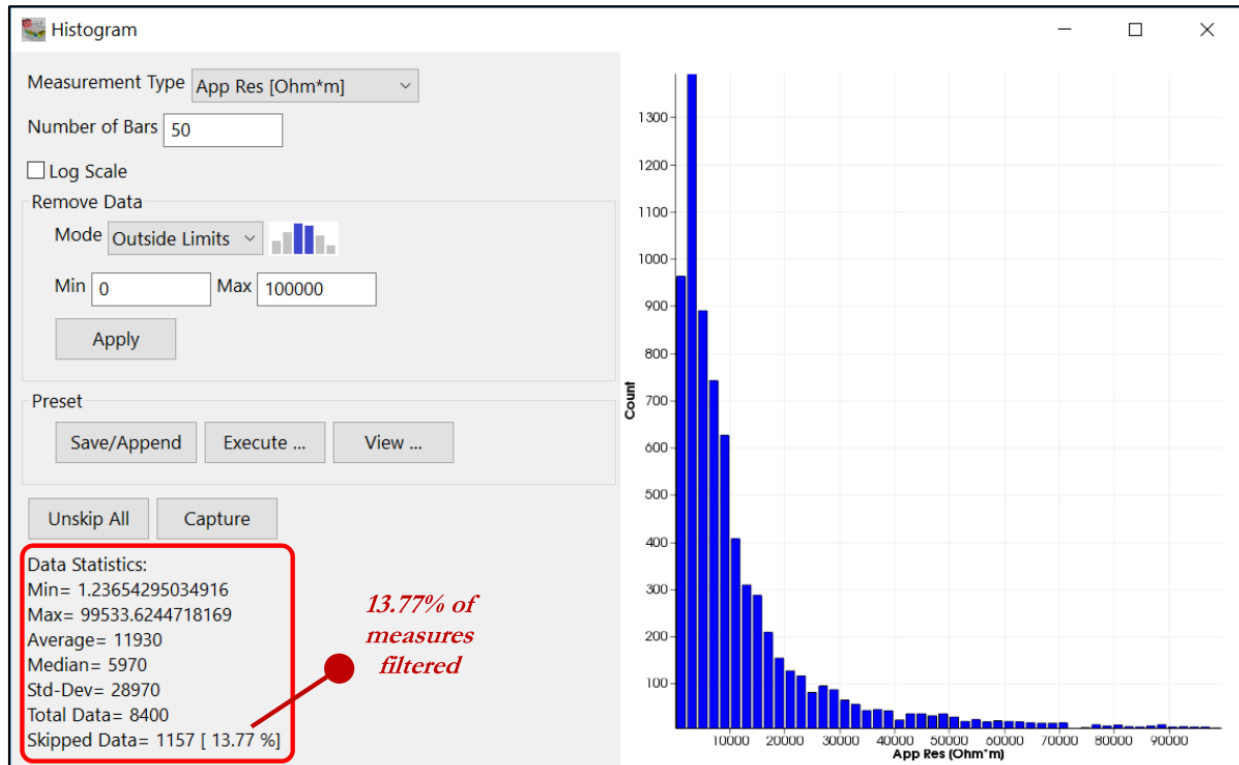 Histogram
Measurement Type App Res [Ohm*m]
Number of Bars 50
Log Scale
Remove Data
Mode Outside Limits
Min 0 Max 100000
Apply
Preset
Save/Append Execute ... View ...
Unskip All Capture
Data Statistics:
Min= 1.23654295034916
Max= 99533.6244718169
Average= 11930
Median= 5970
Std-Dev= 28970
Total Data= 8400
Skipped Data= 1157 [ 13.77 %]
13.77% of
measures
filtered
1300
1200
1100
1000
900
800
700
600
500
400
300
200
100
Count
10000 20000 30000 40000 50000 60000 70000 80000 90000
App Res (Ohm*m)